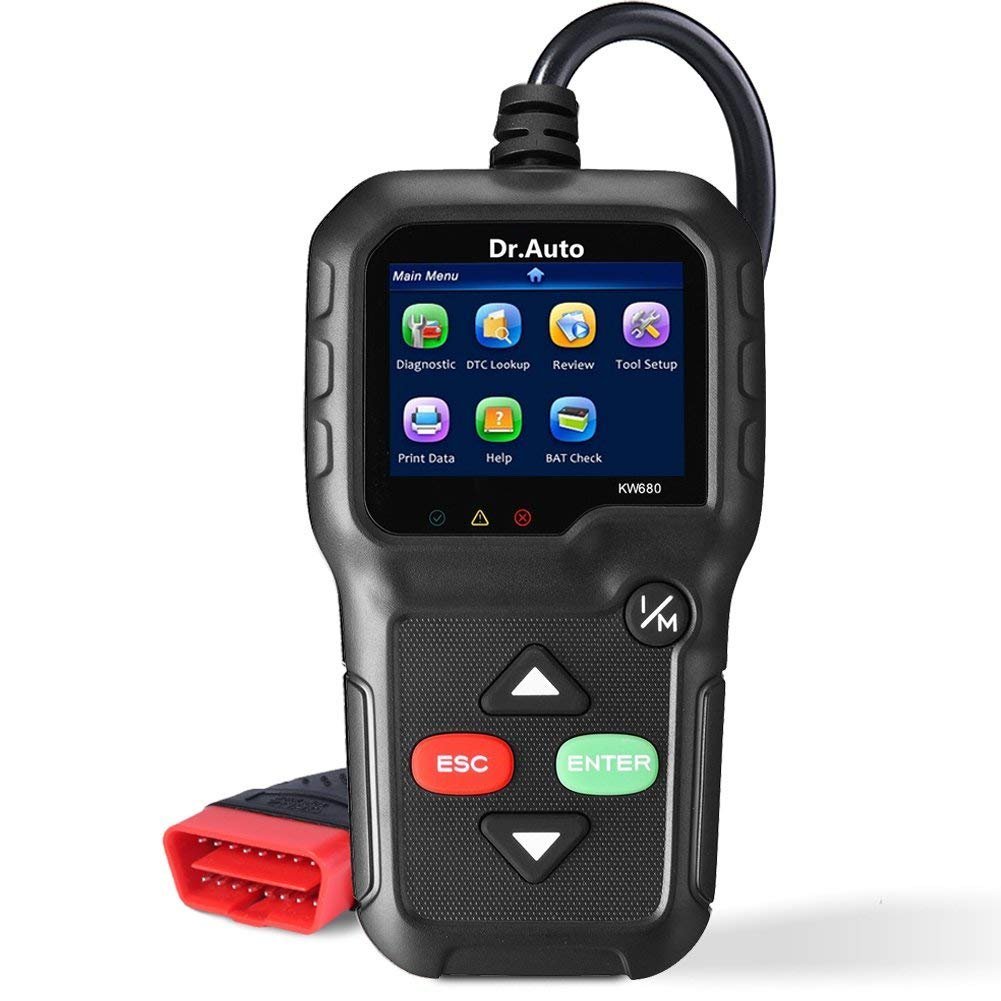 Dr.Auto
Main Menu
Diagnostic DTC Lookup Review Tool Setup
?
Print Data Help BAT Check
KW680
I/M
ESC ENTER